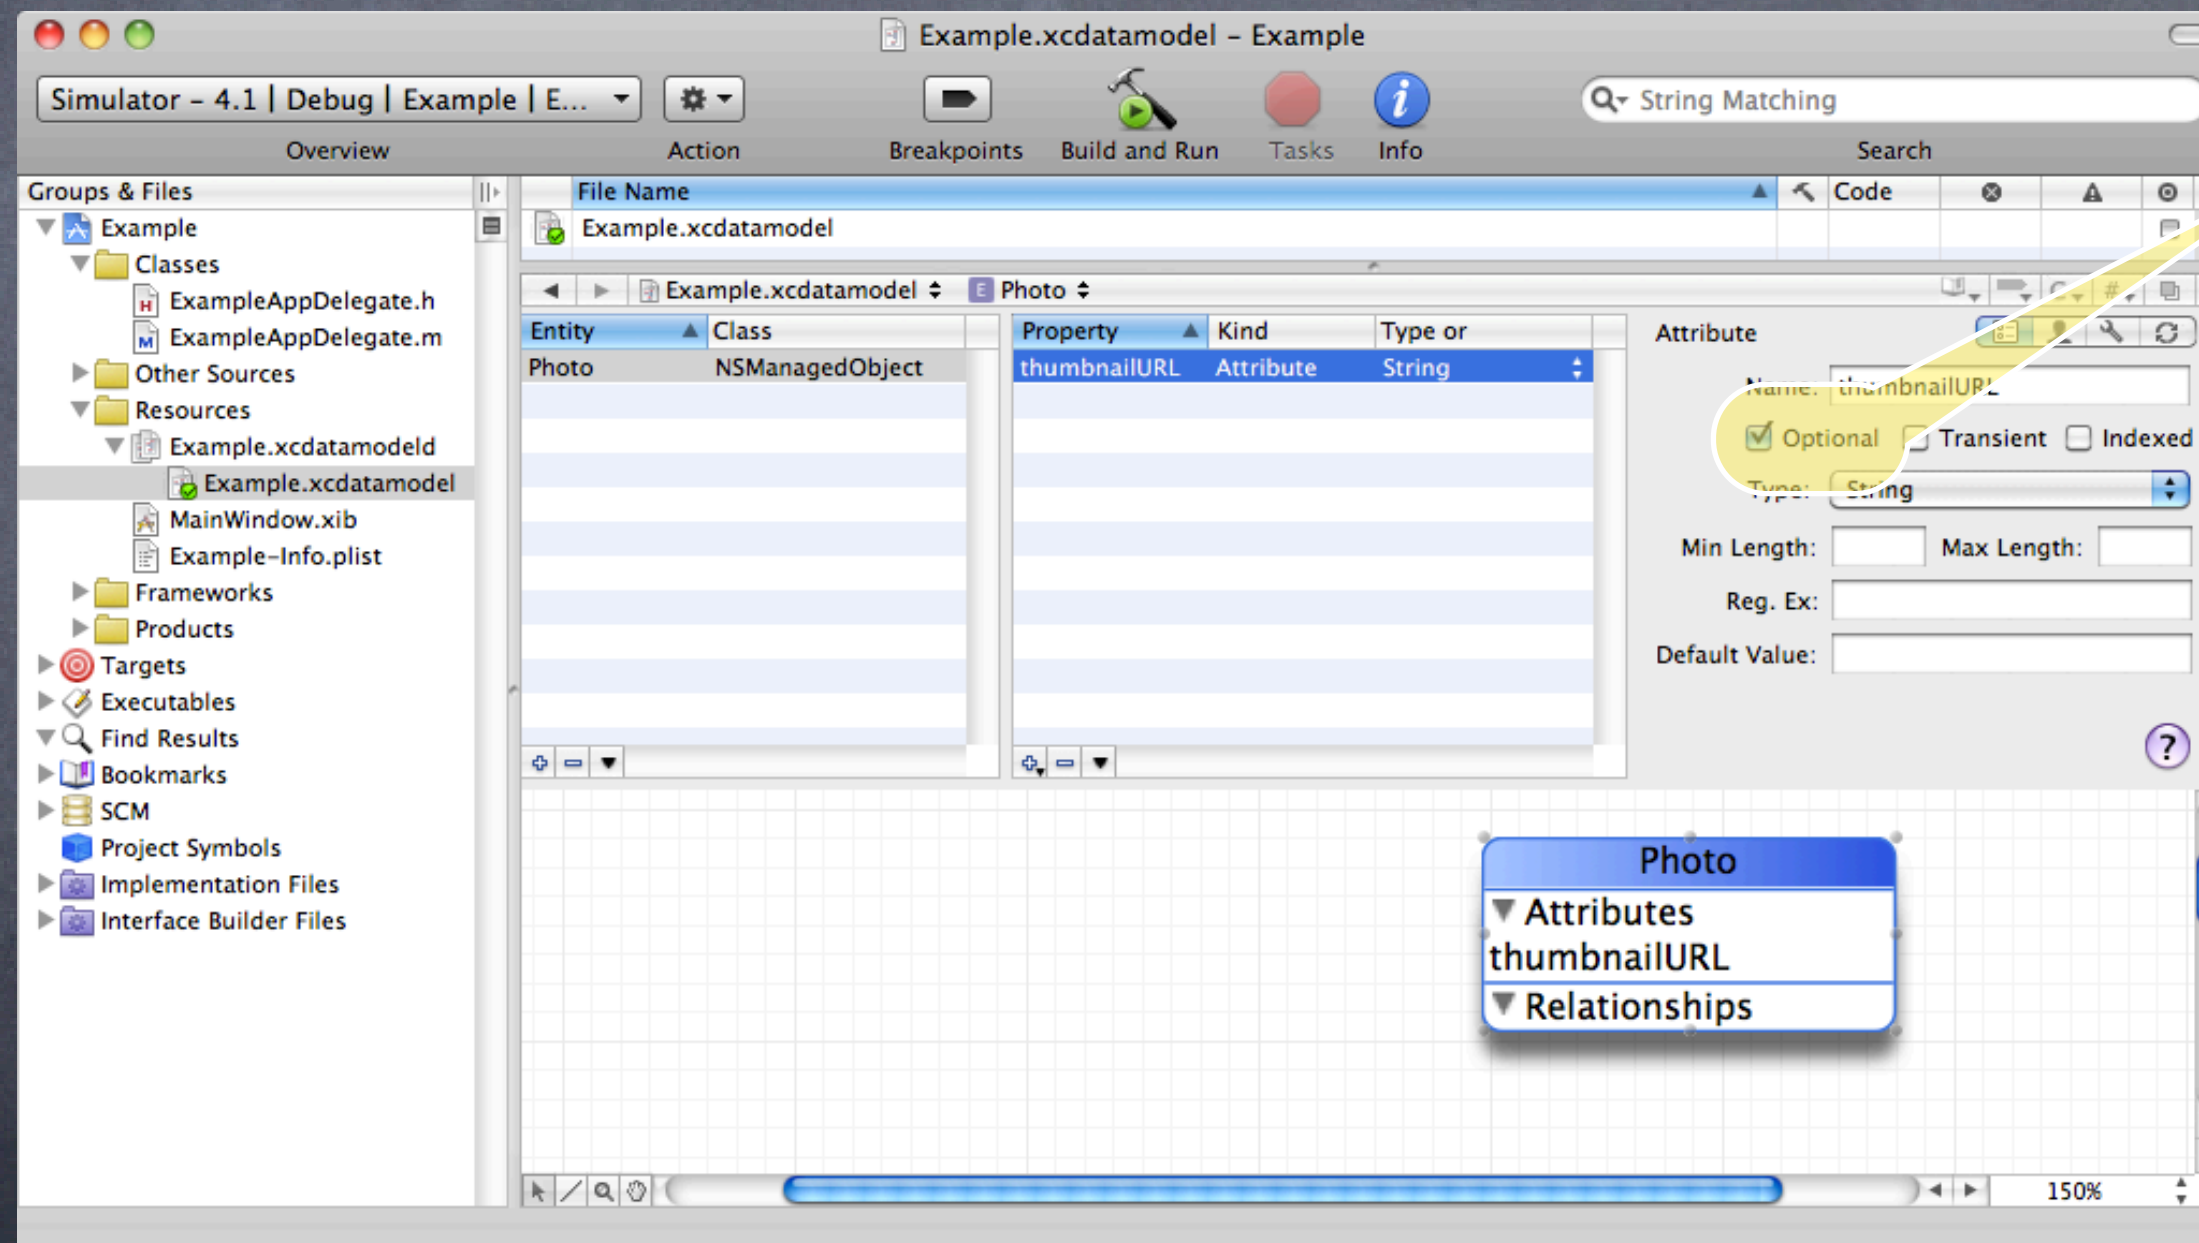 Example.xcdatamodel – Example
Simulator – 4.1 | Debug | Example | E...
String Matching
Overview
Action
Breakpoints
Build and Run
Tasks
Info
Search
Groups & Files
File Name
Code
Example
Example.xcdatamodel
Classes
ExampleAppDelegate.h
Example.xcdatamodel
E Photo
C
#
ExampleAppDelegate.m
Entity
Class
Property
Kind
Type or
Attribute
Other Sources
Photo
NSManagedObject
thumbnailURL
Attribute
String
Name: thumbnailURL
Resources
Optional
Transient
Indexed
Example.xcdatamodeld
Example.xcdatamodel
Type: String
MainWindow.xib
Example-Info.plist
Min Length:
Max Length:
Frameworks
Reg. Ex:
Products
Default Value:
Targets
Executables
Find Results
?
Bookmarks
SCM
Project Symbols
Implementation Files
Interface Builder Files
Photo
Attributes
thumbnailURL
Relationships
150%